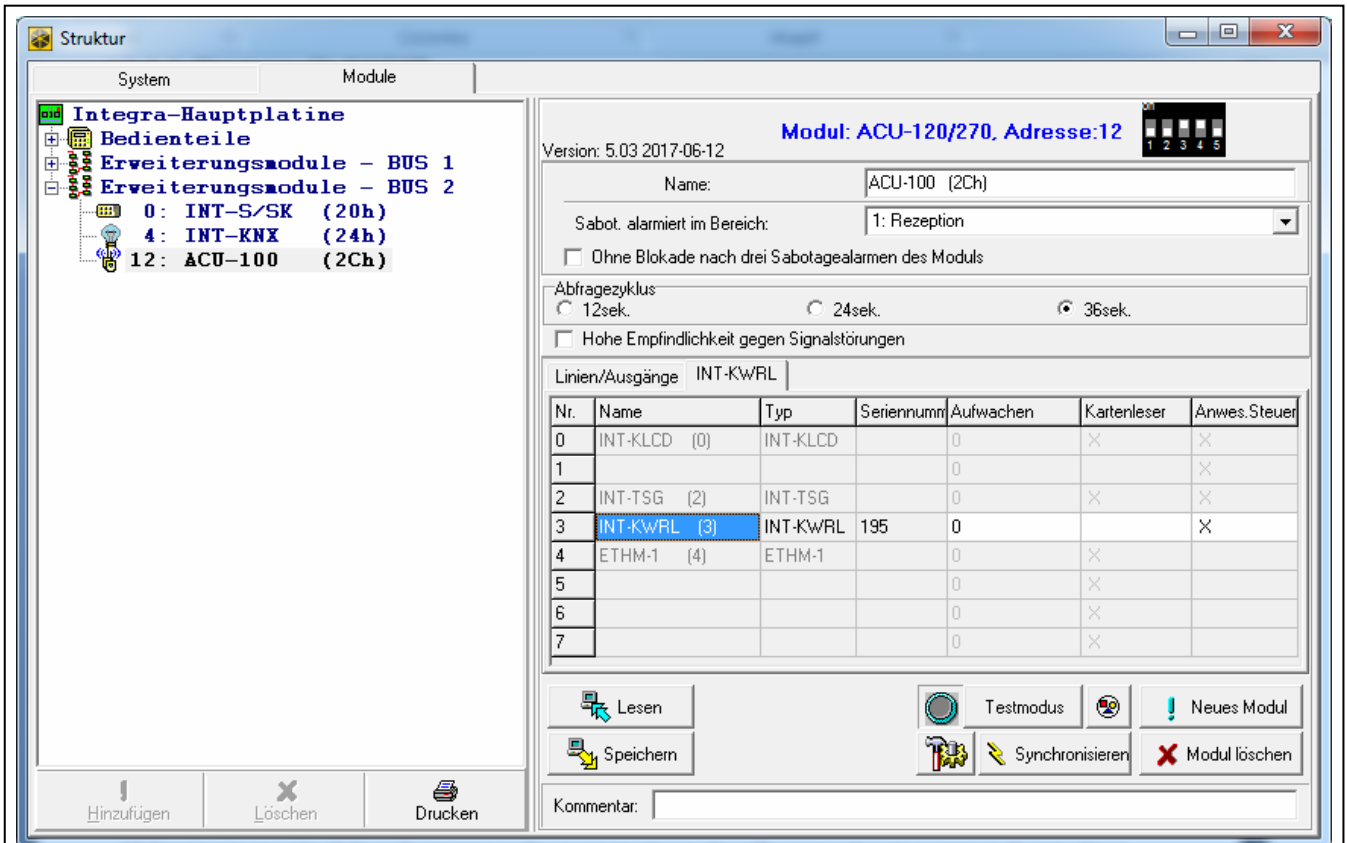 Struktur
System Module
Integra-Hauptplatine
Bedienteile
Erweiterungsmodule - BUS 1
Erweiterungsmodule - BUS 2
0: INT-S/SK (20h)
4: INT-KNX (24h)
12: ACU-100 (2Ch)
Hinzufügen Löschen Drucken
Modul: ACU-120/270, Adresse:12
1 2 3 4 5
Version: 5.03 2017-06-12
Name: ACU-100 (2Ch)
Sabot. alarmiert im Bereich: 1: Rezeption
Ohne Blokade nach drei Sabotagealarmen des Moduls
Abfragezyklus
12sek. 24sek. 36sek.
Hohe Empfindlichkeit gegen Signalstörungen
Linien/Ausgänge INT-KWRL
Nr. Name Typ Seriennumm Aufwachen Kartenleser Anwes.Steuer
0 INT-KLCD (0) INT-KLCD 0 X X
1 0 X
2 INT-TSG (2) INT-TSG 0 X X
3 INT-KWRL (3) INT-KWRL 195 0 X
4 ETHM-1 (4) ETHM-1 0 X
5 0 X
6 0 X
7 0 X
Lesen Testmodus Neues Modul
Speichern Synchronisieren Modul löschen
Kommentar: